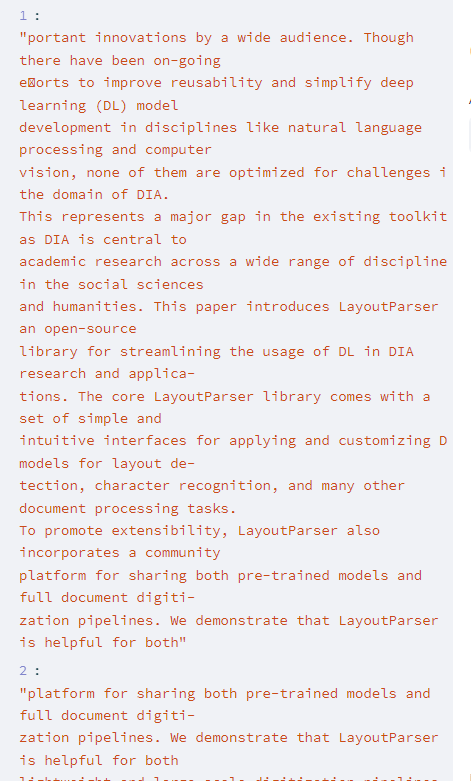 1 :
"portant innovations by a wide audience. Though
there have been on-going
e□orts to improve reusability and simplify deep
learning (DL) model
development in disciplines like natural language
processing and computer
vision, none of them are optimized for challenges i
the domain of DIA.
This represents a major gap in the existing toolkit
as DIA is central to
academic research across a wide range of discipline
in the social sciences
and humanities. This paper introduces LayoutParser
an open-source
library for streamlining the usage of DL in DIA
research and applica-
tions. The core LayoutParser library comes with a
set of simple and
intuitive interfaces for applying and customizing D
models for layout de-
tection, character recognition, and many other
document processing tasks.
To promote extensibility, LayoutParser also
incorporates a community
platform for sharing both pre-trained models and
full document digiti-
zation pipelines. We demonstrate that LayoutParser
is helpful for both"
2 :
"platform for sharing both pre-trained models and
full document digiti-
zation pipelines. We demonstrate that LayoutParser
is helpful for both